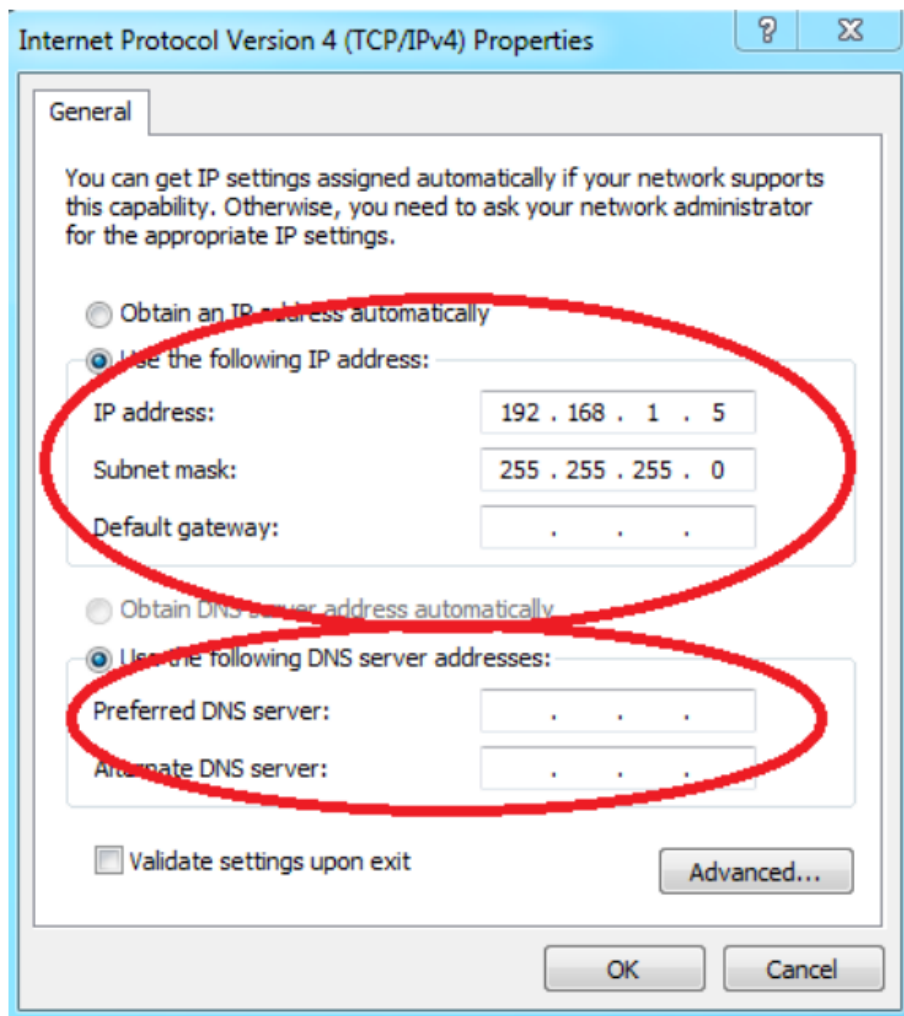 Internet Protocol Version 4 (TCP/IPv4) Properties
General
You can get IP settings assigned automatically if your network supports
this capability. Otherwise, you need to ask your network administrator
for the appropriate IP settings.
Obtain an IP address automatically
Use the following IP address:
IP address: 192 . 168 . 1 . 5
Subnet mask: 255 . 255 . 255 . 0
Default gateway: . . .
Obtain DNS server address automatically
Use the following DNS server addresses:
Preferred DNS server: . . .
Alternate DNS server: . . .
Validate settings upon exit
Advanced...
OK Cancel